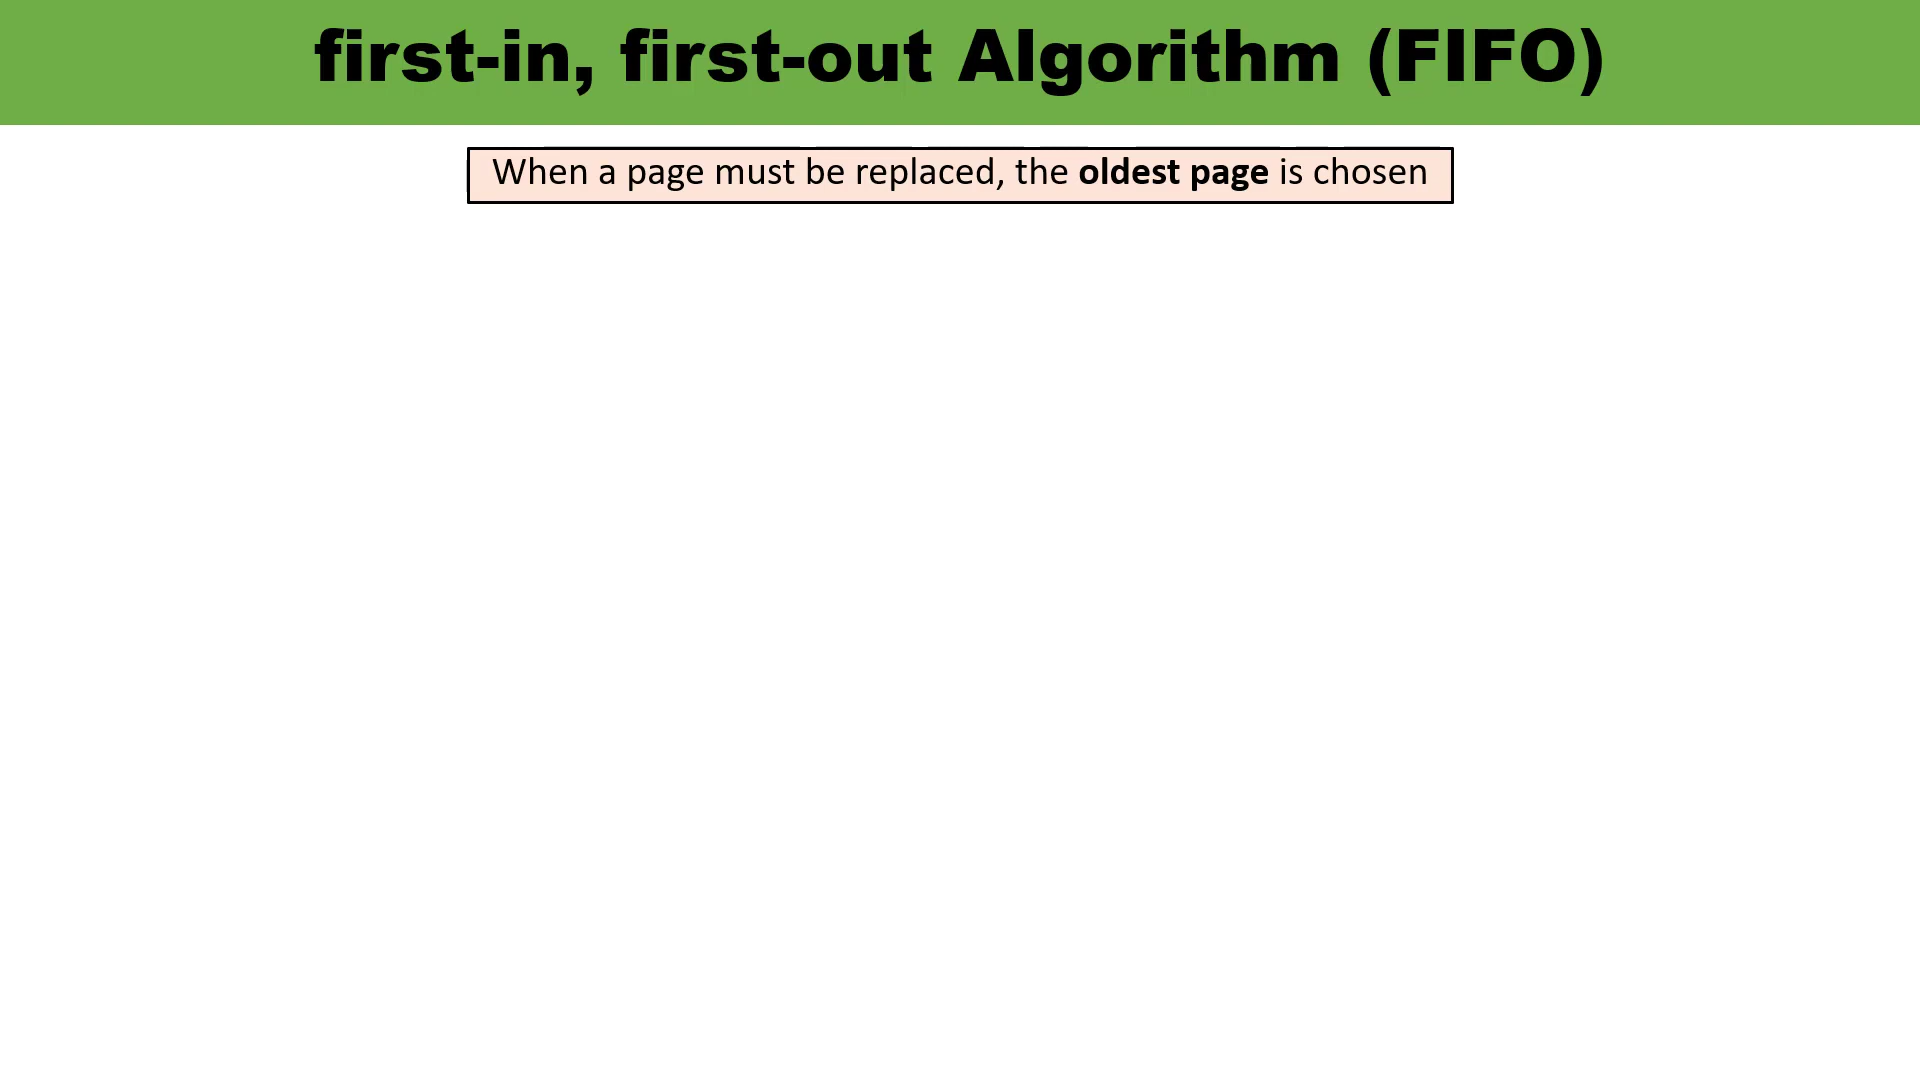 first-in, first-out Algorithm (FIFO)
When a page must be replaced, the oldest page is chosen